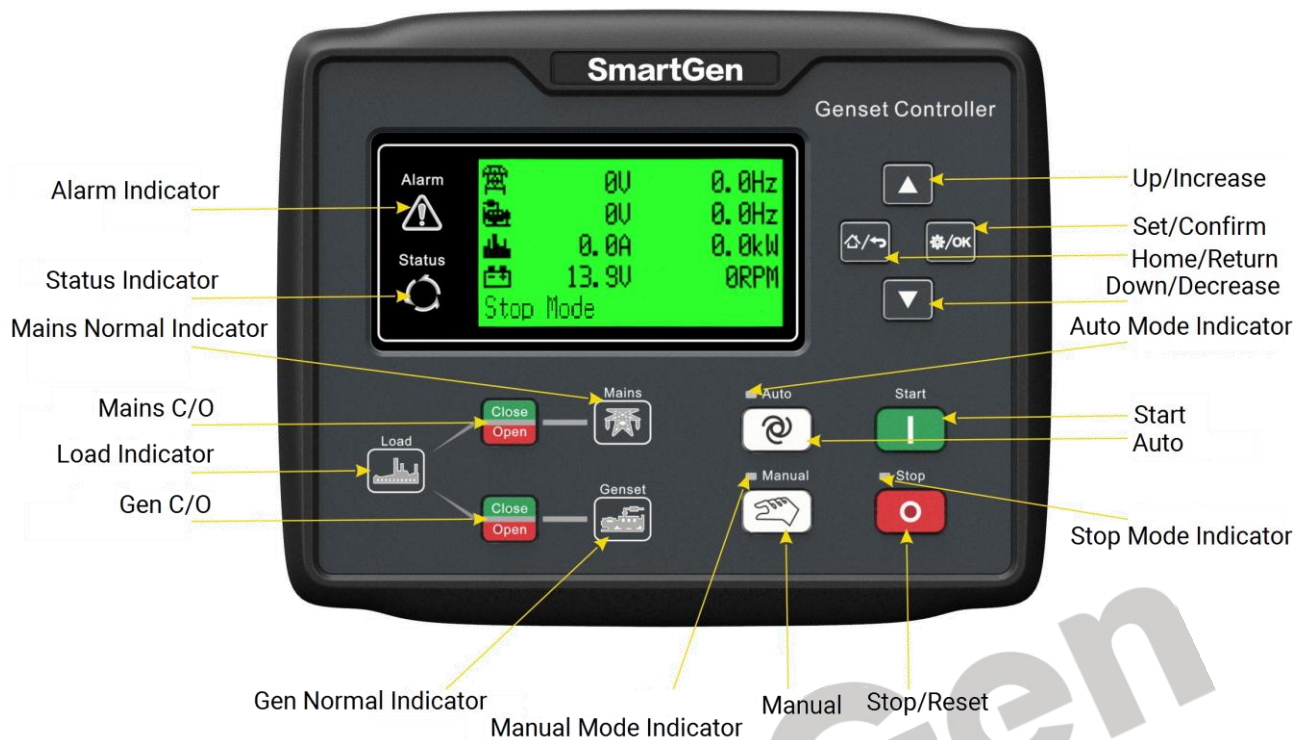 SmartGen
Genset Controller
Alarm Indicator
Status Indicator
Mains Normal Indicator
Mains C/O
Load Indicator
Gen C/O
Alarm
Status
0V 0.0Hz
0V 0.0Hz
0.0A 0.0kW
13.9V 0RPM
Stop Mode
/OK
Up/Increase
Set/Confirm
Home/Return
Down/Decrease
Auto Mode Indicator
Start
Auto
Stop Mode Indicator
Load
Close
Open
Mains
Close
Open
Genset
Auto
Start
Manual
Stop
Gen Normal Indicator
Manual Mode Indicator
Manual
Stop/Reset
Gen